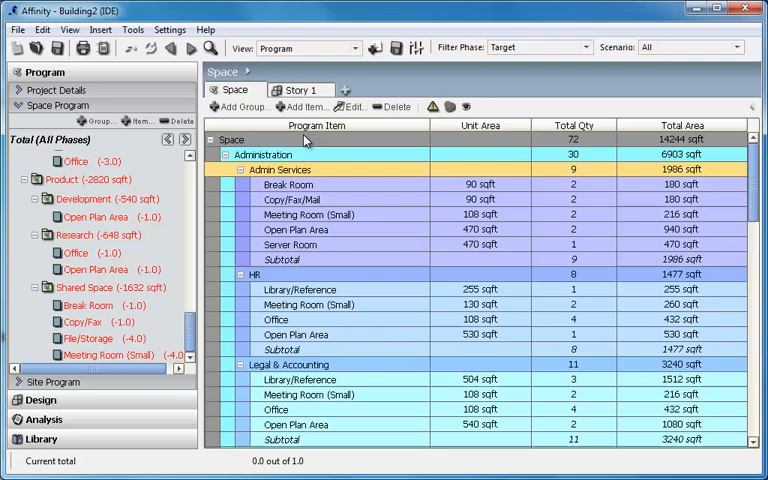 Affinity - Building2 (IDE)
File Edit View Insert Tools Settings Help
View: Program Filter Phase: Target Scenario: All
Program
Project Details
Space Program
Group... Item... Delete
Total (All Phases)
Office (-3.0)
Product (-2820 sqft)
Development (-540 sqft)
Open Plan Area (-1.0)
Research (-648 sqft)
Office (-2.0)
Open Plan Area (-1.0)
Shared Space (-1632 sqft)
Break Room (-1.0)
Copy/Fax (-1.0)
File/Storage (-4.0)
Meeting Room (Small) (-4.0
Site Program
Design
Analysis
Library
Space
Space Story 1
Add Group... Add Item... Edit... Delete
Program Item Unit Area Total Qty Total Area
Space 72 14244 sqft
Administration 30 6903 sqft
Admin Services 9 1986 sqft
Break Room 90 sqft 2 180 sqft
Copy/Fax/Mail 90 sqft 2 180 sqft
Meeting Room (Small) 108 sqft 2 216 sqft
Open Plan Area 470 sqft 2 940 sqft
Server Room 470 sqft 1 470 sqft
Subtotal 9 1986 sqft
HR 8 1477 sqft
Library/Reference 255 sqft 1 255 sqft
Meeting Room (Small) 130 sqft 2 260 sqft
Office 108 sqft 4 432 sqft
Open Plan Area 530 sqft 1 530 sqft
Subtotal 8 1477 sqft
Legal & Accounting 11 3240 sqft
Library/Reference 504 sqft 3 1512 sqft
Meeting Room (Small) 108 sqft 2 216 sqft
Office 108 sqft 4 432 sqft
Open Plan Area 540 sqft 2 1080 sqft
Subtotal 11 3240 sqft
Current total 0.0 out of 1.0